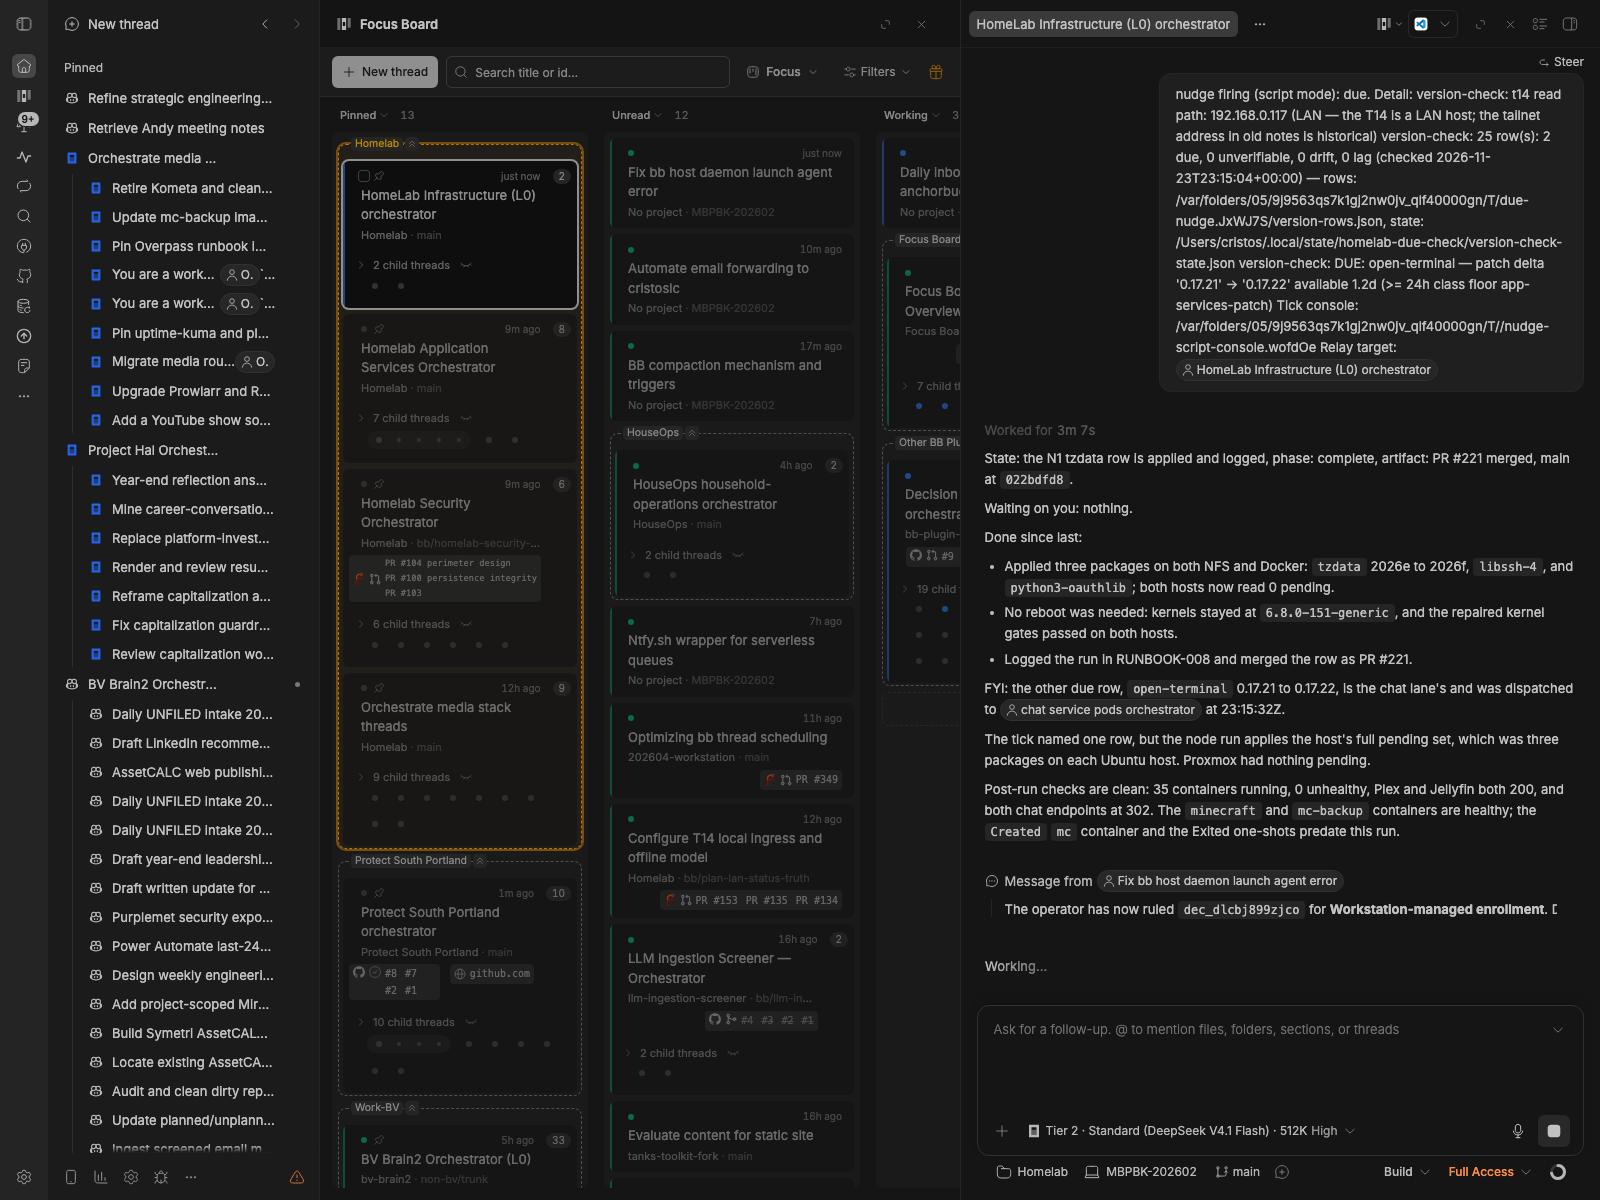 New thread
Pinned
Refine strategic engineering...
Retrieve Andy meeting notes
Orchestrate media ...
Retire Kometa and clean...
Update mc-backup ima...
Pin Overpass runbook i...
You are a work... O. `...
You are a work... O. `...
Pin uptime-kuma and pl...
Migrate media rou... O.
Upgrade Prowlarr and R...
Add a YouTube show so...
Project Hal Orchest...
Year-end reflection ans...
Mine career-conversatio...
Replace platform-invest...
Render and review resu...
Reframe capitalization a...
Fix capitalization guardr...
Review capitalization wo...
BV Brain2 Orchestr...
Daily UNFILED intake 20...
Draft LinkedIn recomme...
AssetCALC web publishi...
Daily UNFILED intake 20...
Daily UNFILED intake 20...
Draft year-end leadershi...
Draft written update for ...
Purplemet security expo...
Power Automate last-24...
Design weekly engineeri...
Add project-scoped Mir...
Build Symetri AssetCAL...
Locate existing AssetCA...
Audit and clean dirty rep...
Update planned/unplann...
Ingest screened email m...
9+
Focus Board
New thread
Search title or id...
Focus
Filters
Pinned 13
Homelab
just now 2
HomeLab Infrastructure (L0)
orchestrator
Homelab · main
2 child threads
9m ago 8
Homelab Application
Services Orchestrator
Homelab · main
7 child threads
9m ago 6
Homelab Security
Orchestrator
Homelab · bb/homelab-security-...
PR #104 perimeter design
PR #100 persistence integrity
PR #103
6 child threads
12h ago 9
Orchestrate media stack
threads
Homelab · main
9 child threads
Protect South Portland
1m ago 10
Protect South Portland
orchestrator
Protect South Portland · main
#8 #7
#2 #1
github.com
10 child threads
Work-BV
5h ago 33
BV Brain2 Orchestrator (L0)
bv-brain2 · non-bv/trunk
Unread 12
just now
Fix bb host daemon launch agent
error
No project · MBPBK-202602
10m ago
Automate email forwarding to
cristosic
No project · MBPBK-202602
17m ago
BB compaction mechanism and
triggers
No project · MBPBK-202602
HouseOps
4h ago 2
HouseOps household-
operations orchestrator
HouseOps · main
2 child threads
7h ago
Ntfy.sh wrapper for serverless
queues
No project · MBPBK-202602
11h ago
Optimizing bb thread scheduling
202604-workstation · main
PR #349
12h ago
Configure T14 local ingress and
offline model
Homelab · bb/plan-lan-status-truth
PR #153 PR #135 PR #134
16h ago 2
LLM Ingestion Screener —
Orchestrator
llm-ingestion-screener · bb/llm-in...
#4 #3 #2 #1
2 child threads
16h ago
Evaluate content for static site
tanks-toolkit-fork · main
Working 3
Daily inbo
anchorbu
No project ·
Focus Board
Focus Bo
Overview
Focus Boa
7 child t
Other BB Plu
Decision
orchestra
bb-plugin-
#9
19 child
HomeLab Infrastructure (L0) orchestrator
Steer
nudge firing (script mode): due. Detail: version-check: t14 read
path: 192.168.0.117 (LAN — the T14 is a LAN host; the tailnet
address in old notes is historical) version-check: 25 row(s): 2
due, 0 unverifiable, 0 drift, 0 lag (checked 2026-11-
23T23:15:04+00:00) — rows:
/var/folders/05/9j9563qs7k1gj2nw0jv_qlf40000gn/T/due-
nudge.JxWJ7S/version-rows.json, state:
/Users/cristos/.local/state/homelab-due-check/version-check-
state.json version-check: DUE: open-terminal — patch delta
'0.17.21' → '0.17.22' available 1.2d (>= 24h class floor app-
services-patch) Tick console:
/var/folders/05/9j9563qs7k1gj2nw0jv_qlf40000gn/T//nudge-
script-console.wofdOe Relay target:
HomeLab Infrastructure (L0) orchestrator
Worked for 3m 7s
State: the N1 tzdata row is applied and logged, phase: complete, artifact: PR #221 merged, main
at 022bdfd8 .
Waiting on you: nothing.
Done since last:
• Applied three packages on both NFS and Docker: tzdata 2026e to 2026f, libssh-4 , and
python3-oauthlib ; both hosts now read 0 pending.
• No reboot was needed: kernels stayed at 6.8.0-151-generic , and the repaired kernel
gates passed on both hosts.
• Logged the run in RUNBOOK-008 and merged the row as PR #221.
FYI: the other due row, open-terminal 0.17.21 to 0.17.22, is the chat lane's and was dispatched
to chat service pods orchestrator at 23:15:32Z.
The tick named one row, but the node run applies the host's full pending set, which was three
packages on each Ubuntu host. Proxmox had nothing pending.
Post-run checks are clean: 35 containers running, 0 unhealthy, Plex and Jellyfin both 200, and
both chat endpoints at 302. The minecraft and mc-backup containers are healthy; the
Created mc container and the Exited one-shots predate this run.
Message from Fix bb host daemon launch agent error
The operator has now ruled dec_dlcbj899zjco for Workstation-managed enrollment.
Working...
Ask for a follow-up. @ to mention files, folders, sections, or threads
Tier 2 · Standard (DeepSeek V4.1 Flash) · 512K High
Homelab MBPBK-202602 main Build Full Access